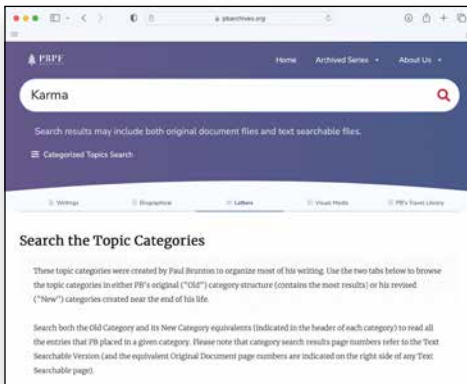 pbarchives.org
PBPF
Home
Archived Series
About Us
Karma
Search results may include both original document files and text searchable files.
Categorized Topics Search
Writings
Biographical
Letters
Visual Media
PB's Travel Library
Search the Topic Categories
These topic categories were created by Paul Brunton to organize most of his writing. Use the two tabs below to browse
the topic categories in either PB's original ("Old") category structure (contains the most results) or his revised
("New") categories created near the end of his life.
Search both the Old Category and its New Category equivalents (indicated in the header of each category) to read all
the entries that PB placed in a given category. Please note that category search results page numbers refer to the Text
Searchable Version (and the equivalent Original Document page numbers are indicated on the right side of any Text
Searchable page).